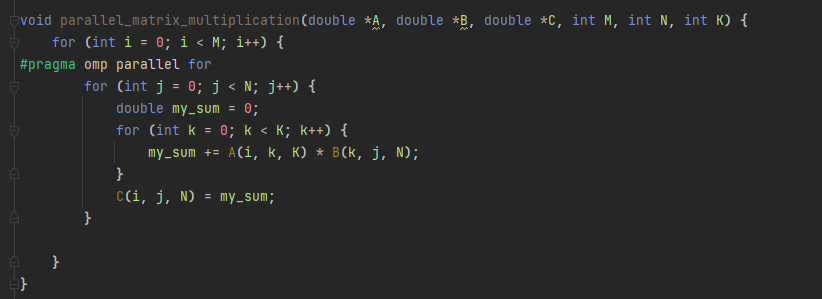 void parallel_matrix_multiplication(double *A, double *B, double *C, int M, int N, int K) {
    for (int i = 0; i < M; i++) {
#pragma omp parallel for
        for (int j = 0; j < N; j++) {
            double my_sum = 0;
            for (int k = 0; k < K; k++) {
                my_sum += A(i, k, K) * B(k, j, N);
            }
            C(i, j, N) = my_sum;
        }

    }
}